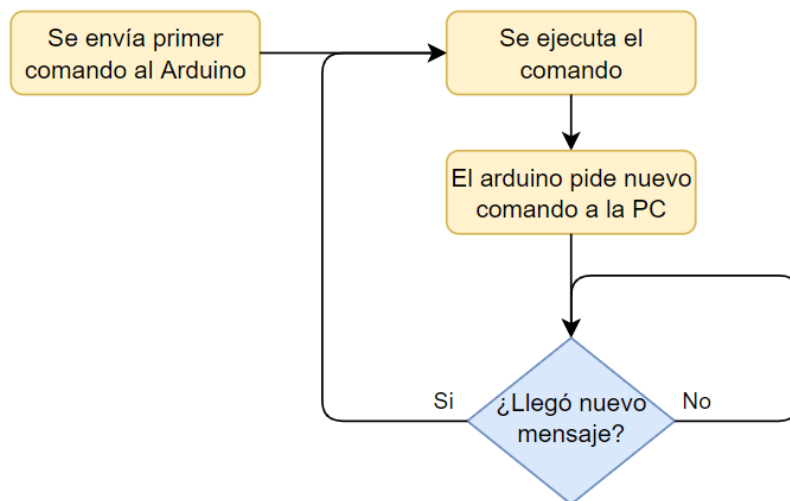 Se envía primer
comando al Arduino
Se ejecuta el
comando
El arduino pide nuevo
comando a la PC
Si
¿Llegó nuevo
mensaje?
No